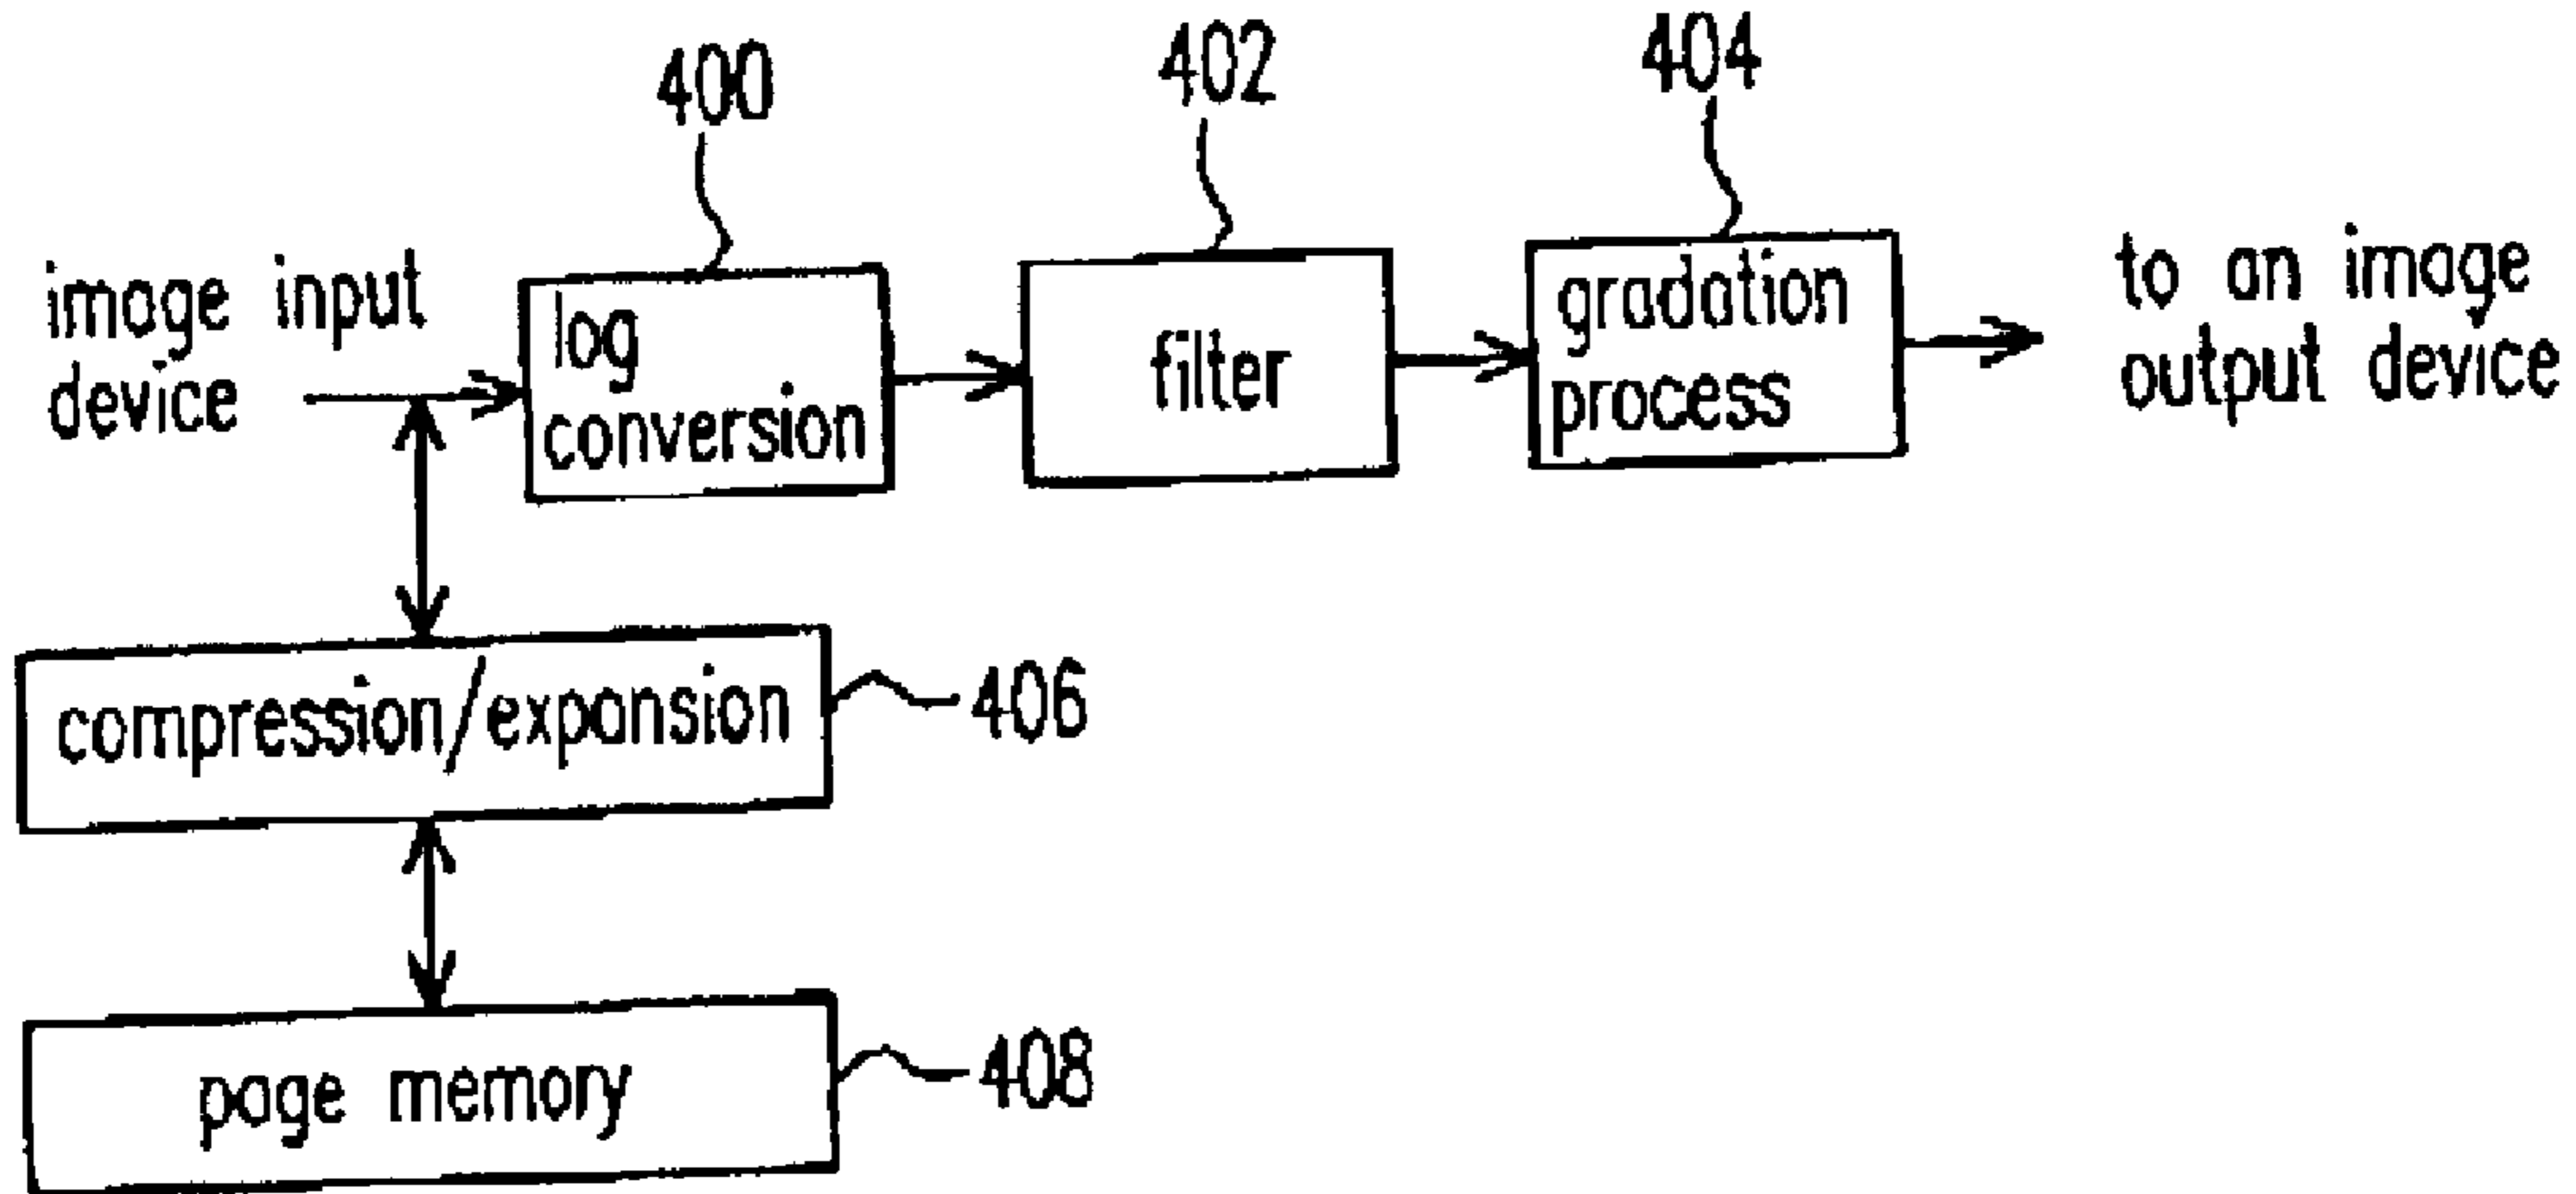 400
402
404
image input
device
log
conversion
filter
gradation
process
to an image
output device
compression/expansion
406
page memory
408